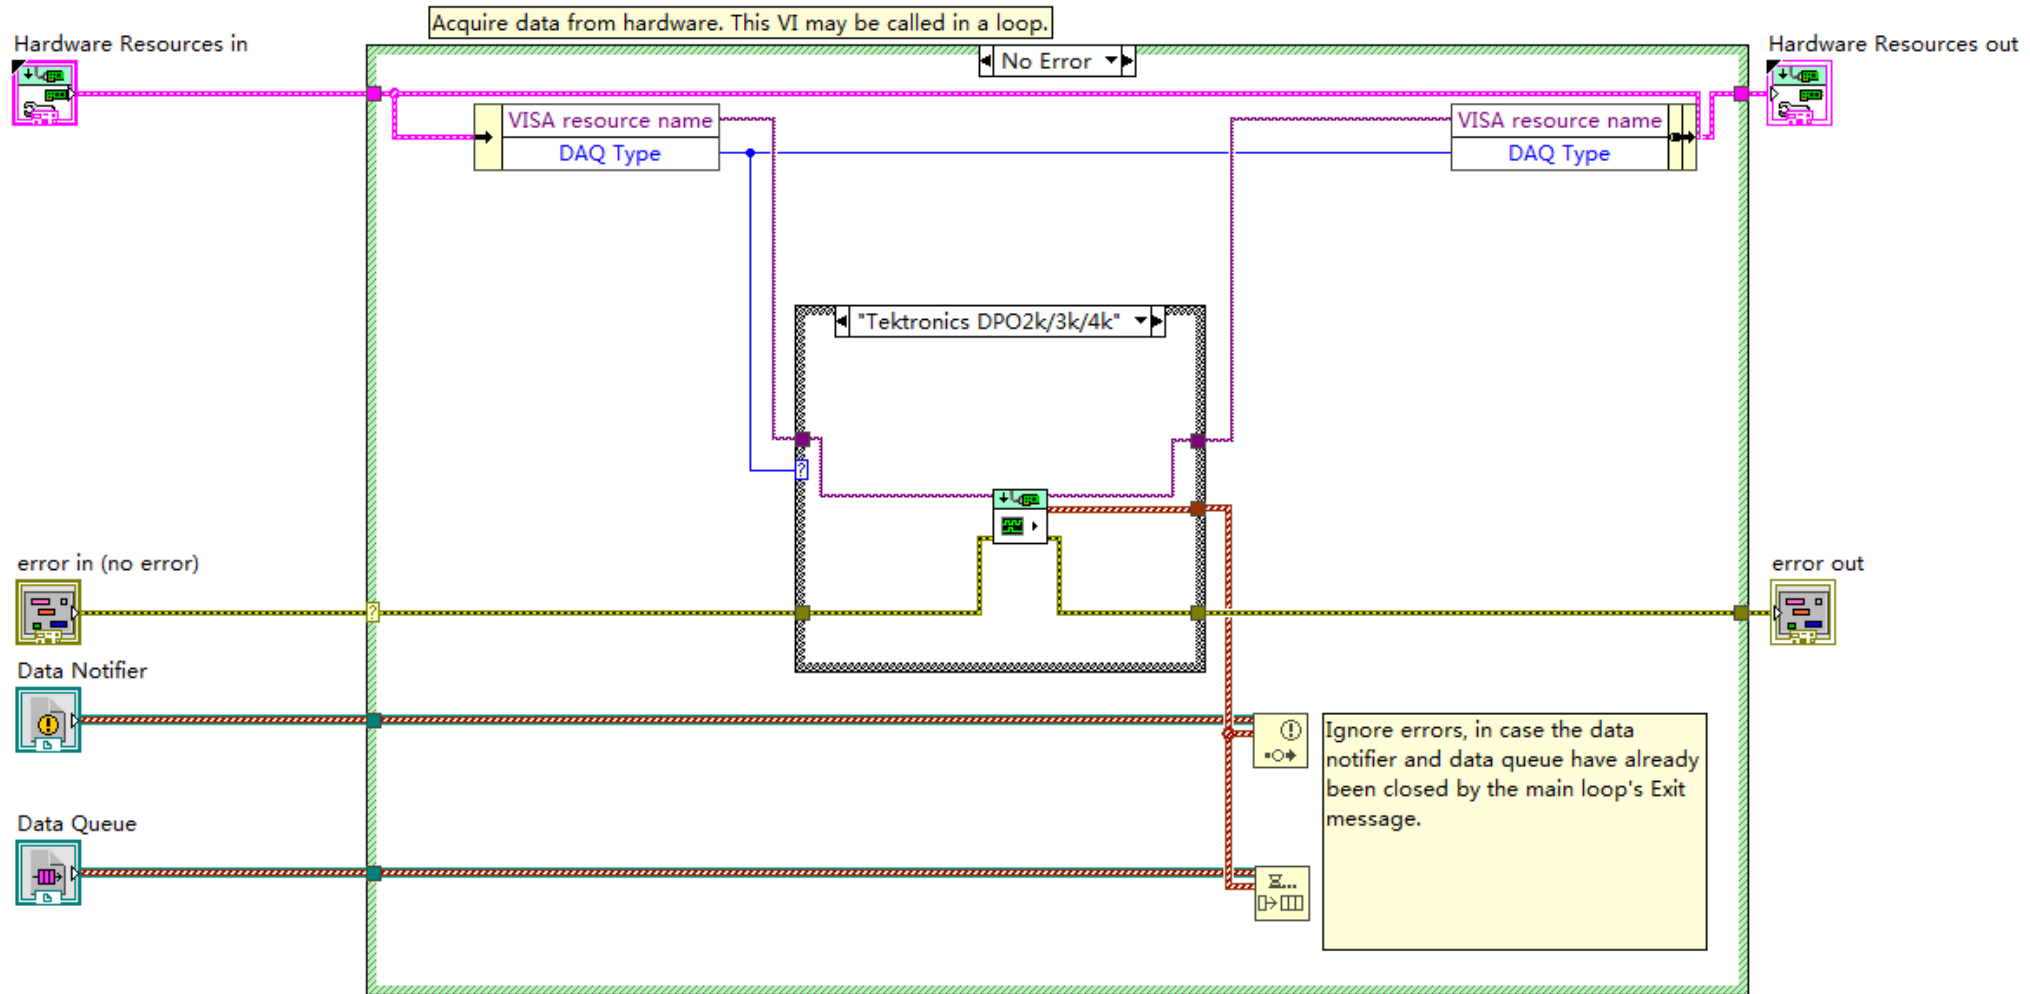 Acquire data from hardware. This VI may be called in a loop.
Hardware Resources in
No Error
Hardware Resources out
VISA resource name
DAQ Type
VISA resource name
DAQ Type
"Tektronics DPO2k/3k/4k"
?
error in (no error)
?
error out
Data Notifier
Ignore errors, in case the data
notifier and data queue have already
been closed by the main loop's Exit
message.
Data Queue